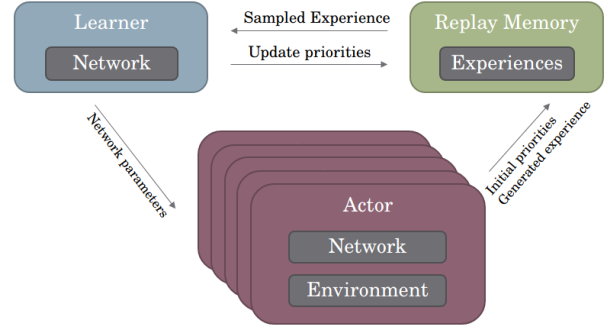 Learner
Network
Sampled Experience
Update priorities
Replay Memory
Experiences
Network parameters
Initial priorities
Generated experience
Actor
Network
Environment